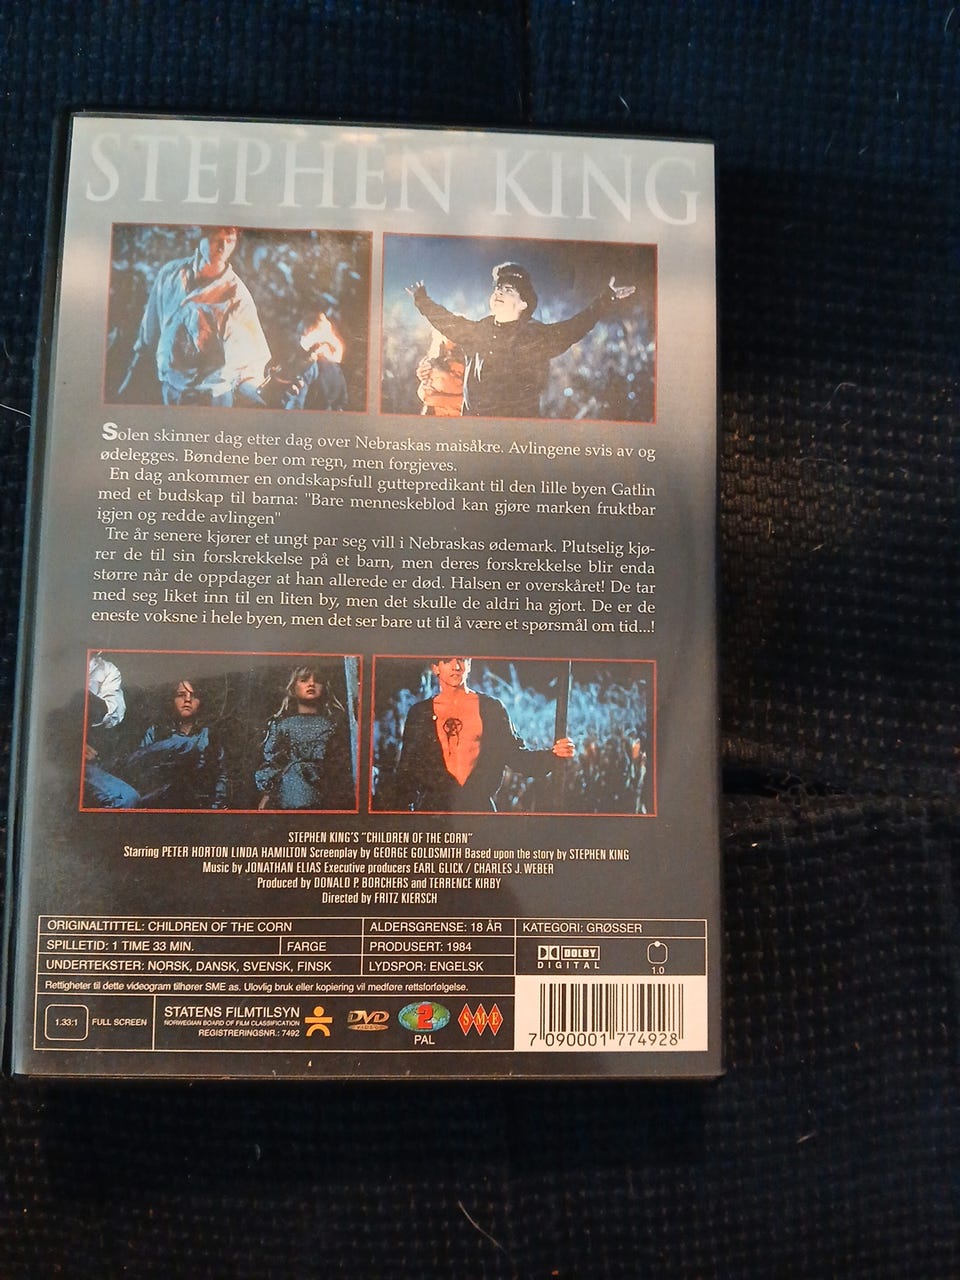 STEPHEN KING
Solen skinner dag etter dag over Nebraskas maisåkre. Avlingene svis av og
ødelegges. Bøndene ber om regn, men forgjeves.
En dag ankommer en ondskapsfull guttepredikant til den lille byen Gatlin
med et budskap til barna: "Bare menneskeblod kan gjøre marken fruktbar
igjen og redde avlingen"
Tre år senere kjører et ungt par seg vill i Nebraskas ødemark. Plutselig kjø-
rer de til sin forskrekkelse på et barn, men deres forskrekkelse blir enda
større når de oppdager at han allerede er død. Halsen er overskåret! De tar
med seg liket inn til en liten by, men det skulle de aldri ha gjort. De er de
eneste voksne i hele byen, men det ser bare ut til å være et spørsmål om tid...!
STEPHEN KING'S "CHILDREN OF THE CORN"
Starring PETER HORTON LINDA HAMILTON Screenplay by GEORGE GOLDSMITH Based upon the story by STEPHEN KING
Music by JONATHAN ELIAS Executive producers EARL GLICK / CHARLES J. WEBER
Produced by DONALD P. BORCHERS and TERRENCE KIRBY
Directed by FRITZ KIERSCH
ORIGINALTITTEL: CHILDREN OF THE CORN
ALDERSGRENSE: 18 ÅR
KATEGORI: GRØSSER
SPILLETID: 1 TIME 33 MIN.
FARGE
PRODUSERT: 1984
UNDERTEKSTER: NORSK, DANSK, SVENSK, FINSK
LYDSPOR: ENGELSK
DOLBY
DIGITAL
1.0
Rettigheter til dette videogram tilhører SME as. Ulovlig bruk eller kopiering vil medføre rettsforfølgelse.
1.33:1
FULL SCREEN
STATENS FILMTILSYN
NORWEGIAN BOARD OF FILM CLASSIFICATION
REGISTRERINGSNR.: 7492
DVD
VIDEO
2
PAL
S·M·E
7 090001 774928